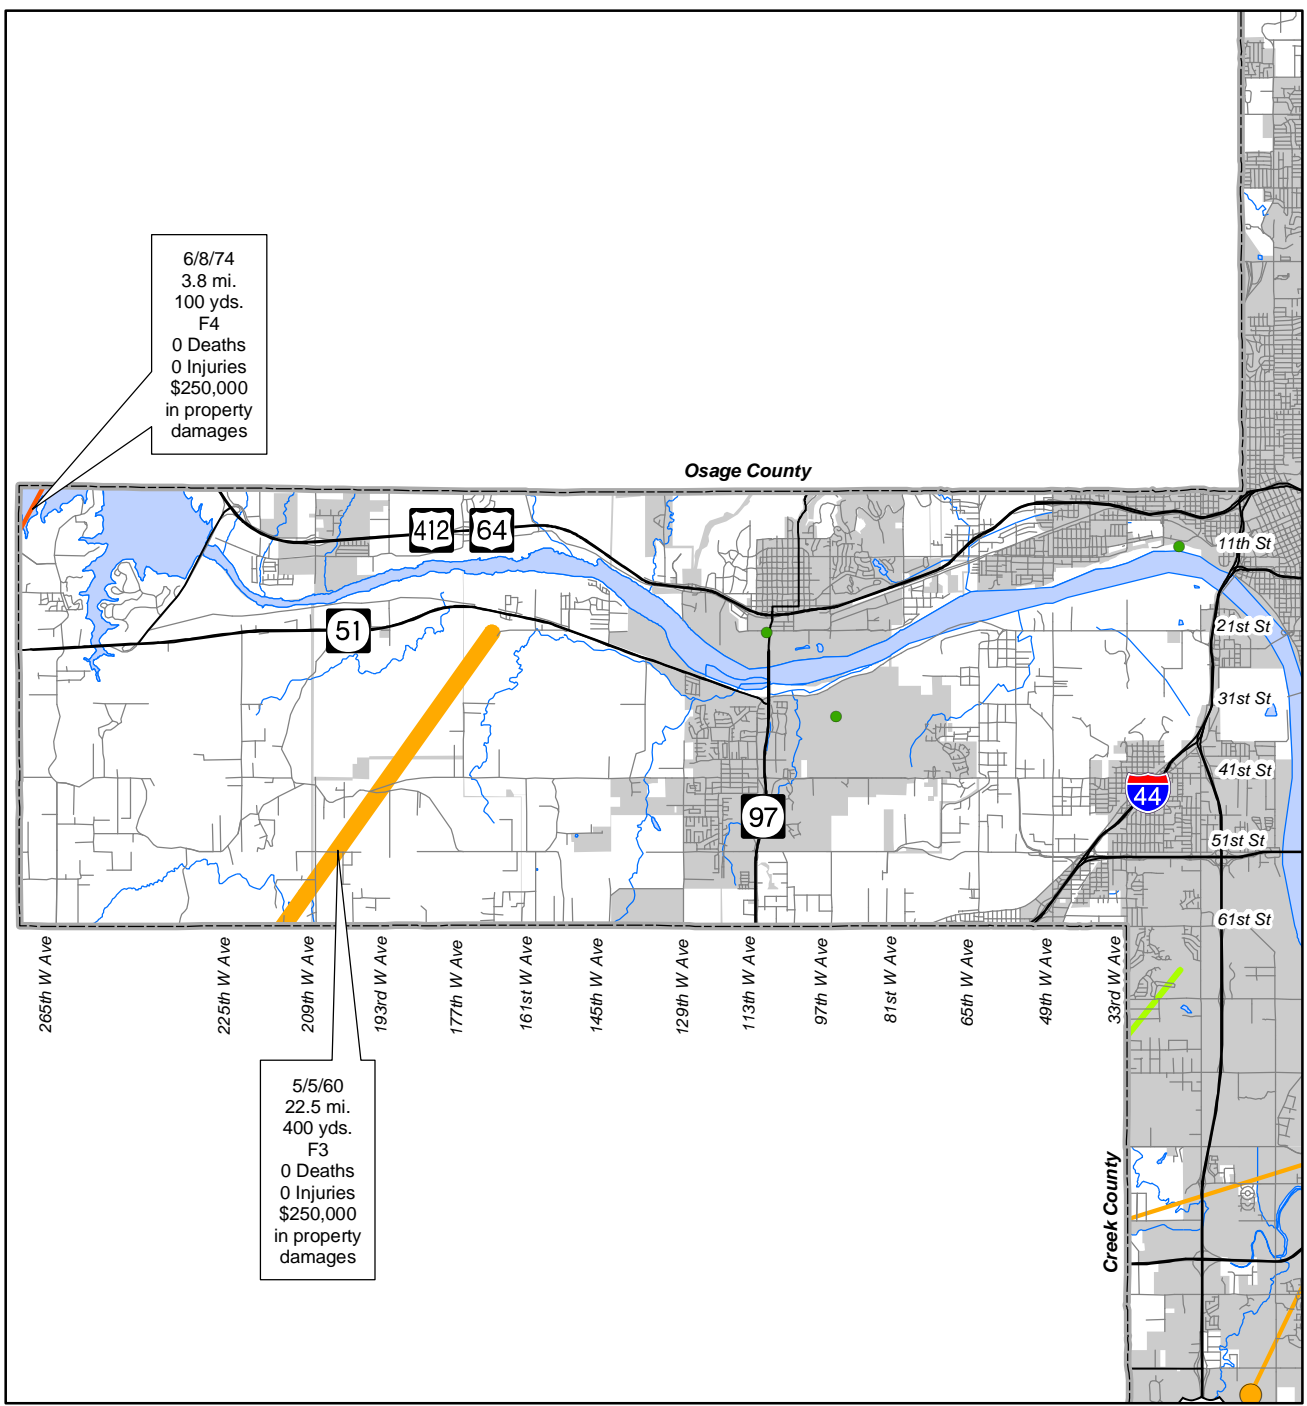 6/8/74
3.8 mi.
100 yds.
F4
0 Deaths
0 Injuries
$250,000
in property
damages
Osage County
412
64
11th St
51
21st St
31st St
41st St
44
97
51st St
61st St
265th W Ave
225th W Ave
209th W Ave
193rd W Ave
177th W Ave
161st W Ave
145th W Ave
129th W Ave
113th W Ave
97th W Ave
81st W Ave
65th W Ave
49th W Ave
33rd W Ave
5/5/60
22.5 mi.
400 yds.
F3
0 Deaths
0 Injuries
$250,000
in property
damages
Creek County